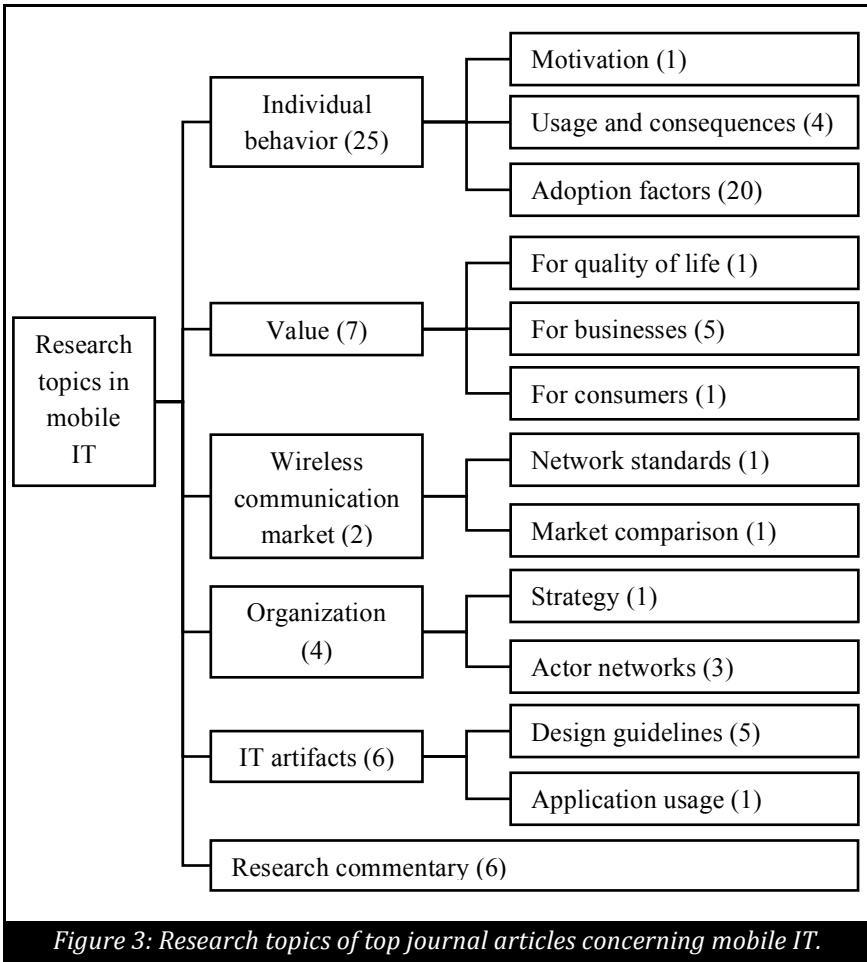 Research
topics in
mobile
IT
Individual
behavior (25)
Motivation (1)
Usage and consequences (4)
Adoption factors (20)
Value (7)
For quality of life (1)
For businesses (5)
For consumers (1)
Wireless
communication
market (2)
Network standards (1)
Market comparison (1)
Organization
(4)
Strategy (1)
Actor networks (3)
IT artifacts (6)
Design guidelines (5)
Application usage (1)
Research commentary (6)
Figure 3: Research topics of top journal articles concerning mobile IT.